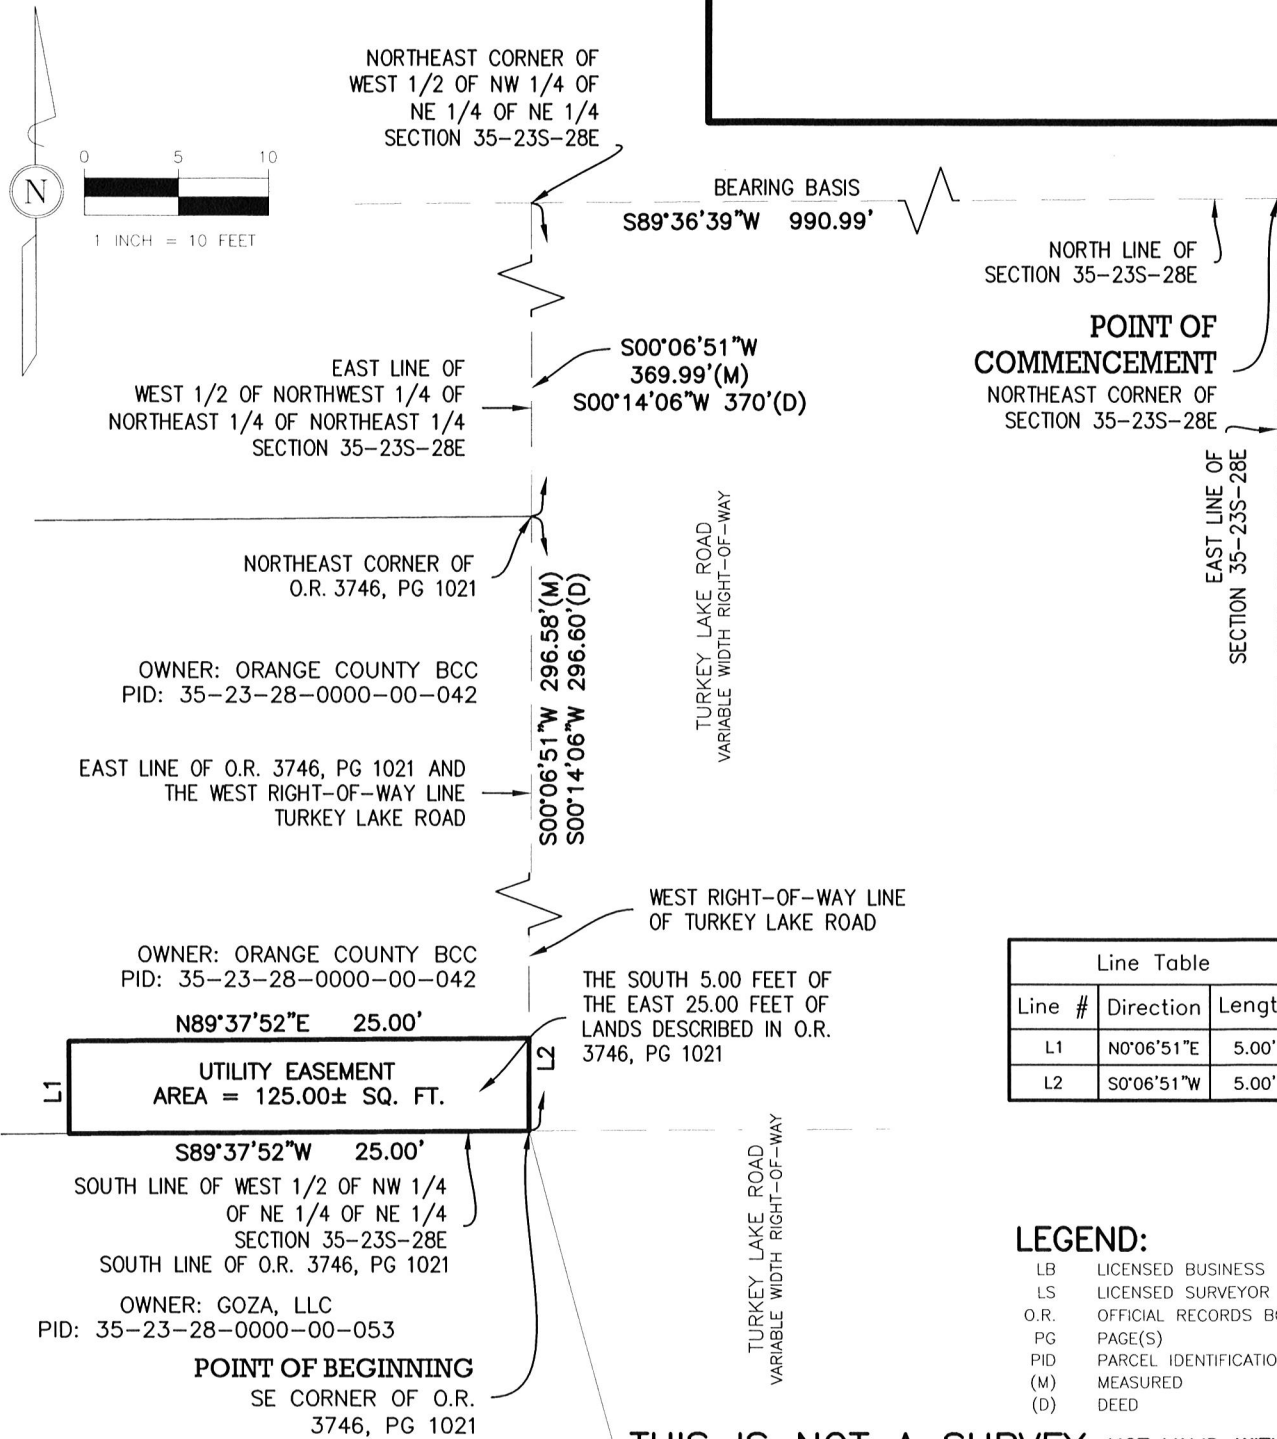 NORTHEAST CORNER OF
WEST 1/2 OF NW 1/4 OF
NE 1/4 OF NE 1/4
SECTION 35-23S-28E
0 5 10
N
1 INCH = 10 FEET
BEARING BASIS
S89°36'39"W 990.99'
NORTH LINE OF
SECTION 35-23S-28E
POINT OF
COMMENCEMENT
NORTHEAST CORNER OF
SECTION 35-23S-28E
EAST LINE OF
SECTION 35-23S-28E
S00°06'51"W
369.99'(M)
S00°14'06"W 370'(D)
EAST LINE OF
WEST 1/2 OF NORTHWEST 1/4 OF
NORTHEAST 1/4 OF NORTHEAST 1/4
SECTION 35-23S-28E
NORTHEAST CORNER OF
O.R. 3746, PG 1021
S00°06'51"W 296.58'(M)
S00°14'06"W 296.60'(D)
TURKEY LAKE ROAD
VARIABLE WIDTH RIGHT-OF-WAY
OWNER: ORANGE COUNTY BCC
PID: 35-23-28-0000-00-042
EAST LINE OF O.R. 3746, PG 1021 AND
THE WEST RIGHT-OF-WAY LINE
TURKEY LAKE ROAD
WEST RIGHT-OF-WAY LINE
OF TURKEY LAKE ROAD
OWNER: ORANGE COUNTY BCC
PID: 35-23-28-0000-00-042
THE SOUTH 5.00 FEET OF
THE EAST 25.00 FEET OF
LANDS DESCRIBED IN O.R.
3746, PG 1021
N89°37'52"E 25.00'
L1
UTILITY EASEMENT
AREA = 125.00± SQ. FT.
L2
S89°37'52"W 25.00'
SOUTH LINE OF WEST 1/2 OF NW 1/4
OF NE 1/4 OF NE 1/4
SECTION 35-23S-28E
SOUTH LINE OF O.R. 3746, PG 1021
OWNER: GOZA, LLC
PID: 35-23-28-0000-00-053
POINT OF BEGINNING
SE CORNER OF O.R.
3746, PG 1021
TURKEY LAKE ROAD
VARIABLE WIDTH RIGHT-OF-WAY
Line Table
Line # Direction Lengt
L1 N0°06'51"E 5.00'
L2 S0°06'51"W 5.00'
LEGEND:
LB LICENSED BUSINESS
LS LICENSED SURVEYOR
O.R. OFFICIAL RECORDS
PG PAGE(S)
PID PARCEL IDENTIFICATIO
(M) MEASURED
(D) DEED
THIS IS NOT A SURVEY